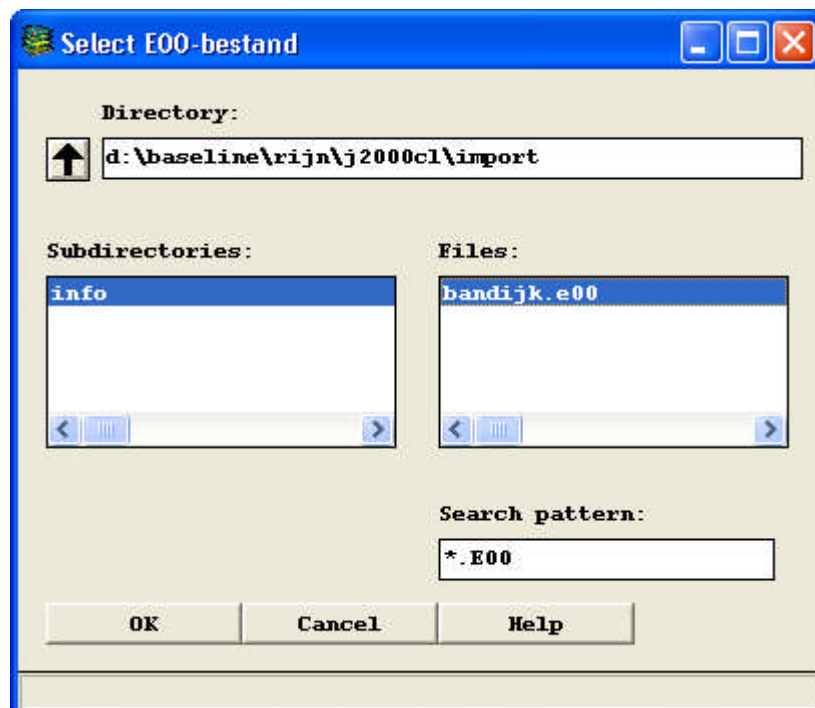 Select E00-bestand
Directory:
d:\baseline\rijn\j2000cl\import
Subdirectories:
Files:
info
bandijk.e00
Search pattern:
*.E00
OK
Cancel
Help